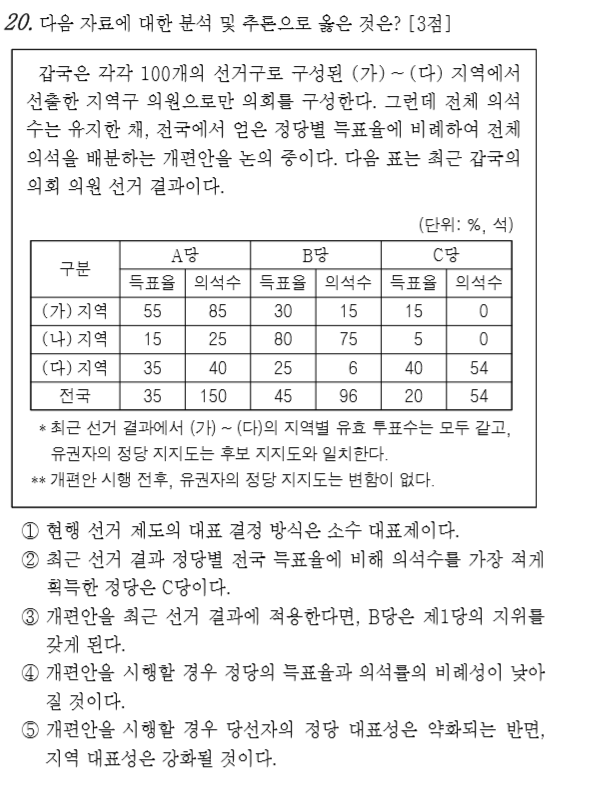 20. 다음 자료에 대한 분석 및 추론으로 옳은 것은? [3점]
갑국은 각각 100개의 선거구로 구성된 (가)~(다) 지역에서
선출한 지역구 의원으로만 의회를 구성한다. 그런데 전체 의석
수는 유지한 채, 전국에서 얻은 정당별 득표율에 비례하여 전체
의석을 배분하는 개편안을 논의 중이다. 다음 표는 최근 갑국의
의회 의원 선거 결과이다.
(단위: %, 석)
구분 A당 B당 C당
득표율 의석수 득표율 의석수 득표율 의석수
(가) 지역 55 85 30 15 15 0
(나) 지역 15 25 80 75 5 0
(다) 지역 35 40 25 6 40 54
전국 35 150 45 96 20 54
* 최근 선거 결과에서 (가)~(다)의 지역별 유효 투표수는 모두 같고,
유권자의 정당 지지도는 후보 지지도와 일치한다.
** 개편안 시행 전후, 유권자의 정당 지지도는 변함이 없다.
① 현행 선거 제도의 대표 결정 방식은 소수 대표제이다.
② 최근 선거 결과 정당별 전국 득표율에 비해 의석수를 가장 적게
획득한 정당은 C당이다.
③ 개편안을 최근 선거 결과에 적용한다면, B당은 제1당의 지위를
갖게 된다.
④ 개편안을 시행할 경우 정당의 득표율과 의석률의 비례성이 낮아
질 것이다.
⑤ 개편안을 시행할 경우 당선자의 정당 대표성은 약화되는 반면,
지역 대표성은 강화될 것이다.